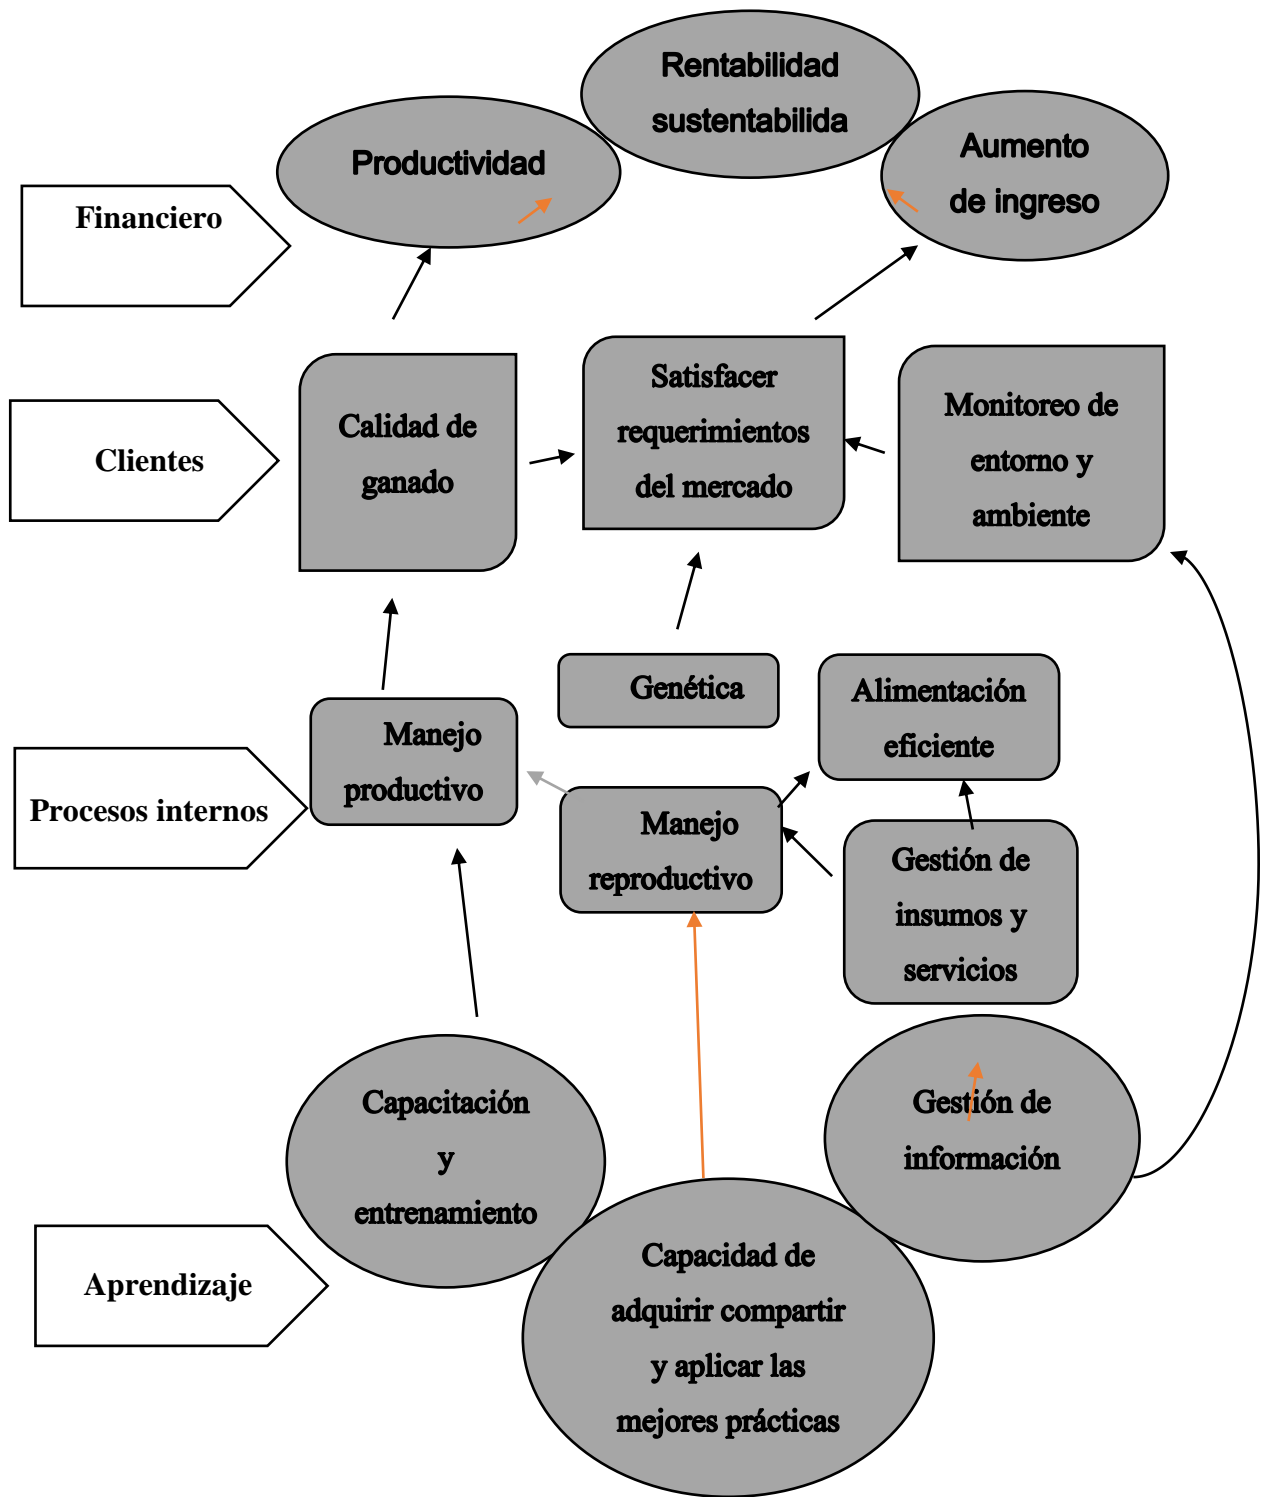 Rentabilidad
sustentabilida
Productividad
Aumento
de ingreso
Financiero
Calidad de
ganado
Satisfacer
requerimientos
del mercado
Monitoreo de
entorno y
ambiente
Clientes
Genética
Alimentación
eficiente
Manejo
productivo
Manejo
reproductivo
Gestión de
insumos y
servicios
Procesos internos
Capacitación
y
entrenamiento
Gestión de
información
Capacidad de
adquirir compartir
y aplicar las
mejores prácticas
Aprendizaje